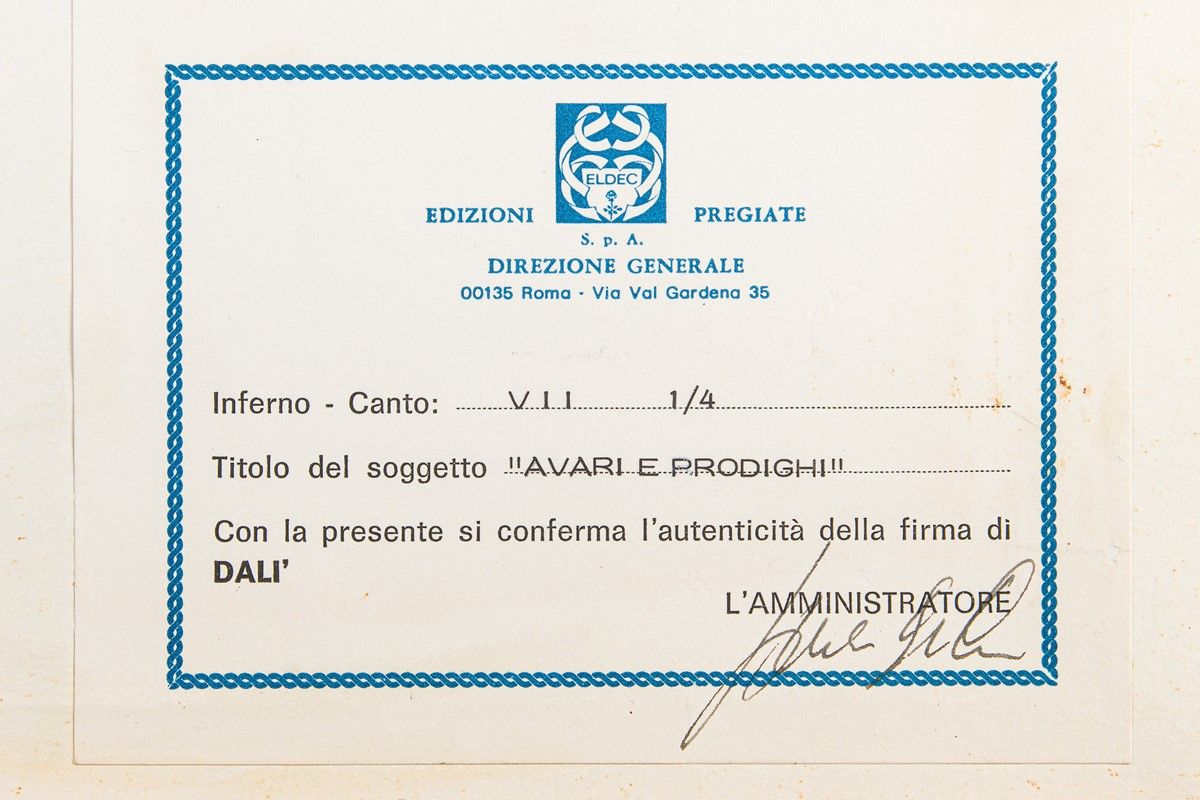 ELDEC
EDIZIONI PREGIATE
S. p. A.
DIREZIONE GENERALE
00135 Roma - Via Val Gardena 35
Inferno - Canto: VII 1/4
Titolo del soggetto "AVARI E PRODIGHI"
Con la presente si conferma l'autenticità della firma di
DALI'
L'AMMINISTRATORE